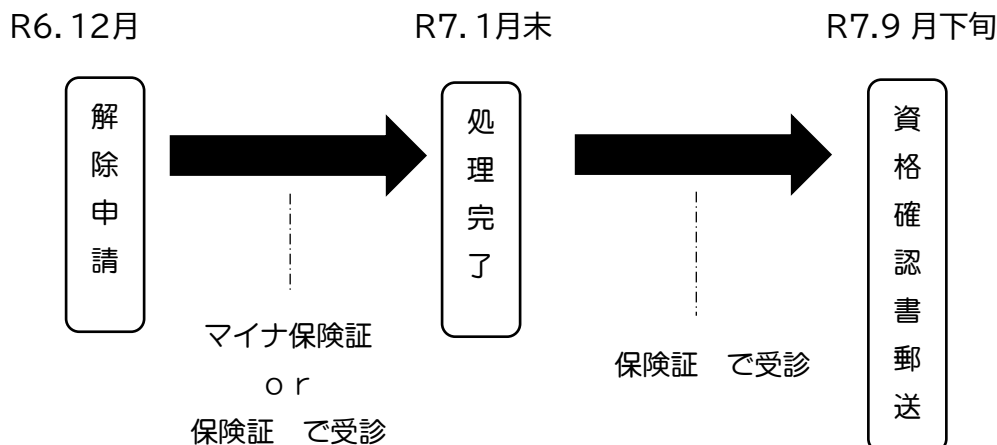 R6.12月
R7.1月末
R7.9月下旬
解除申請
処理完了
資格確認書郵送
マイナ保険証
or
保険証 で受診
保険証 で受診